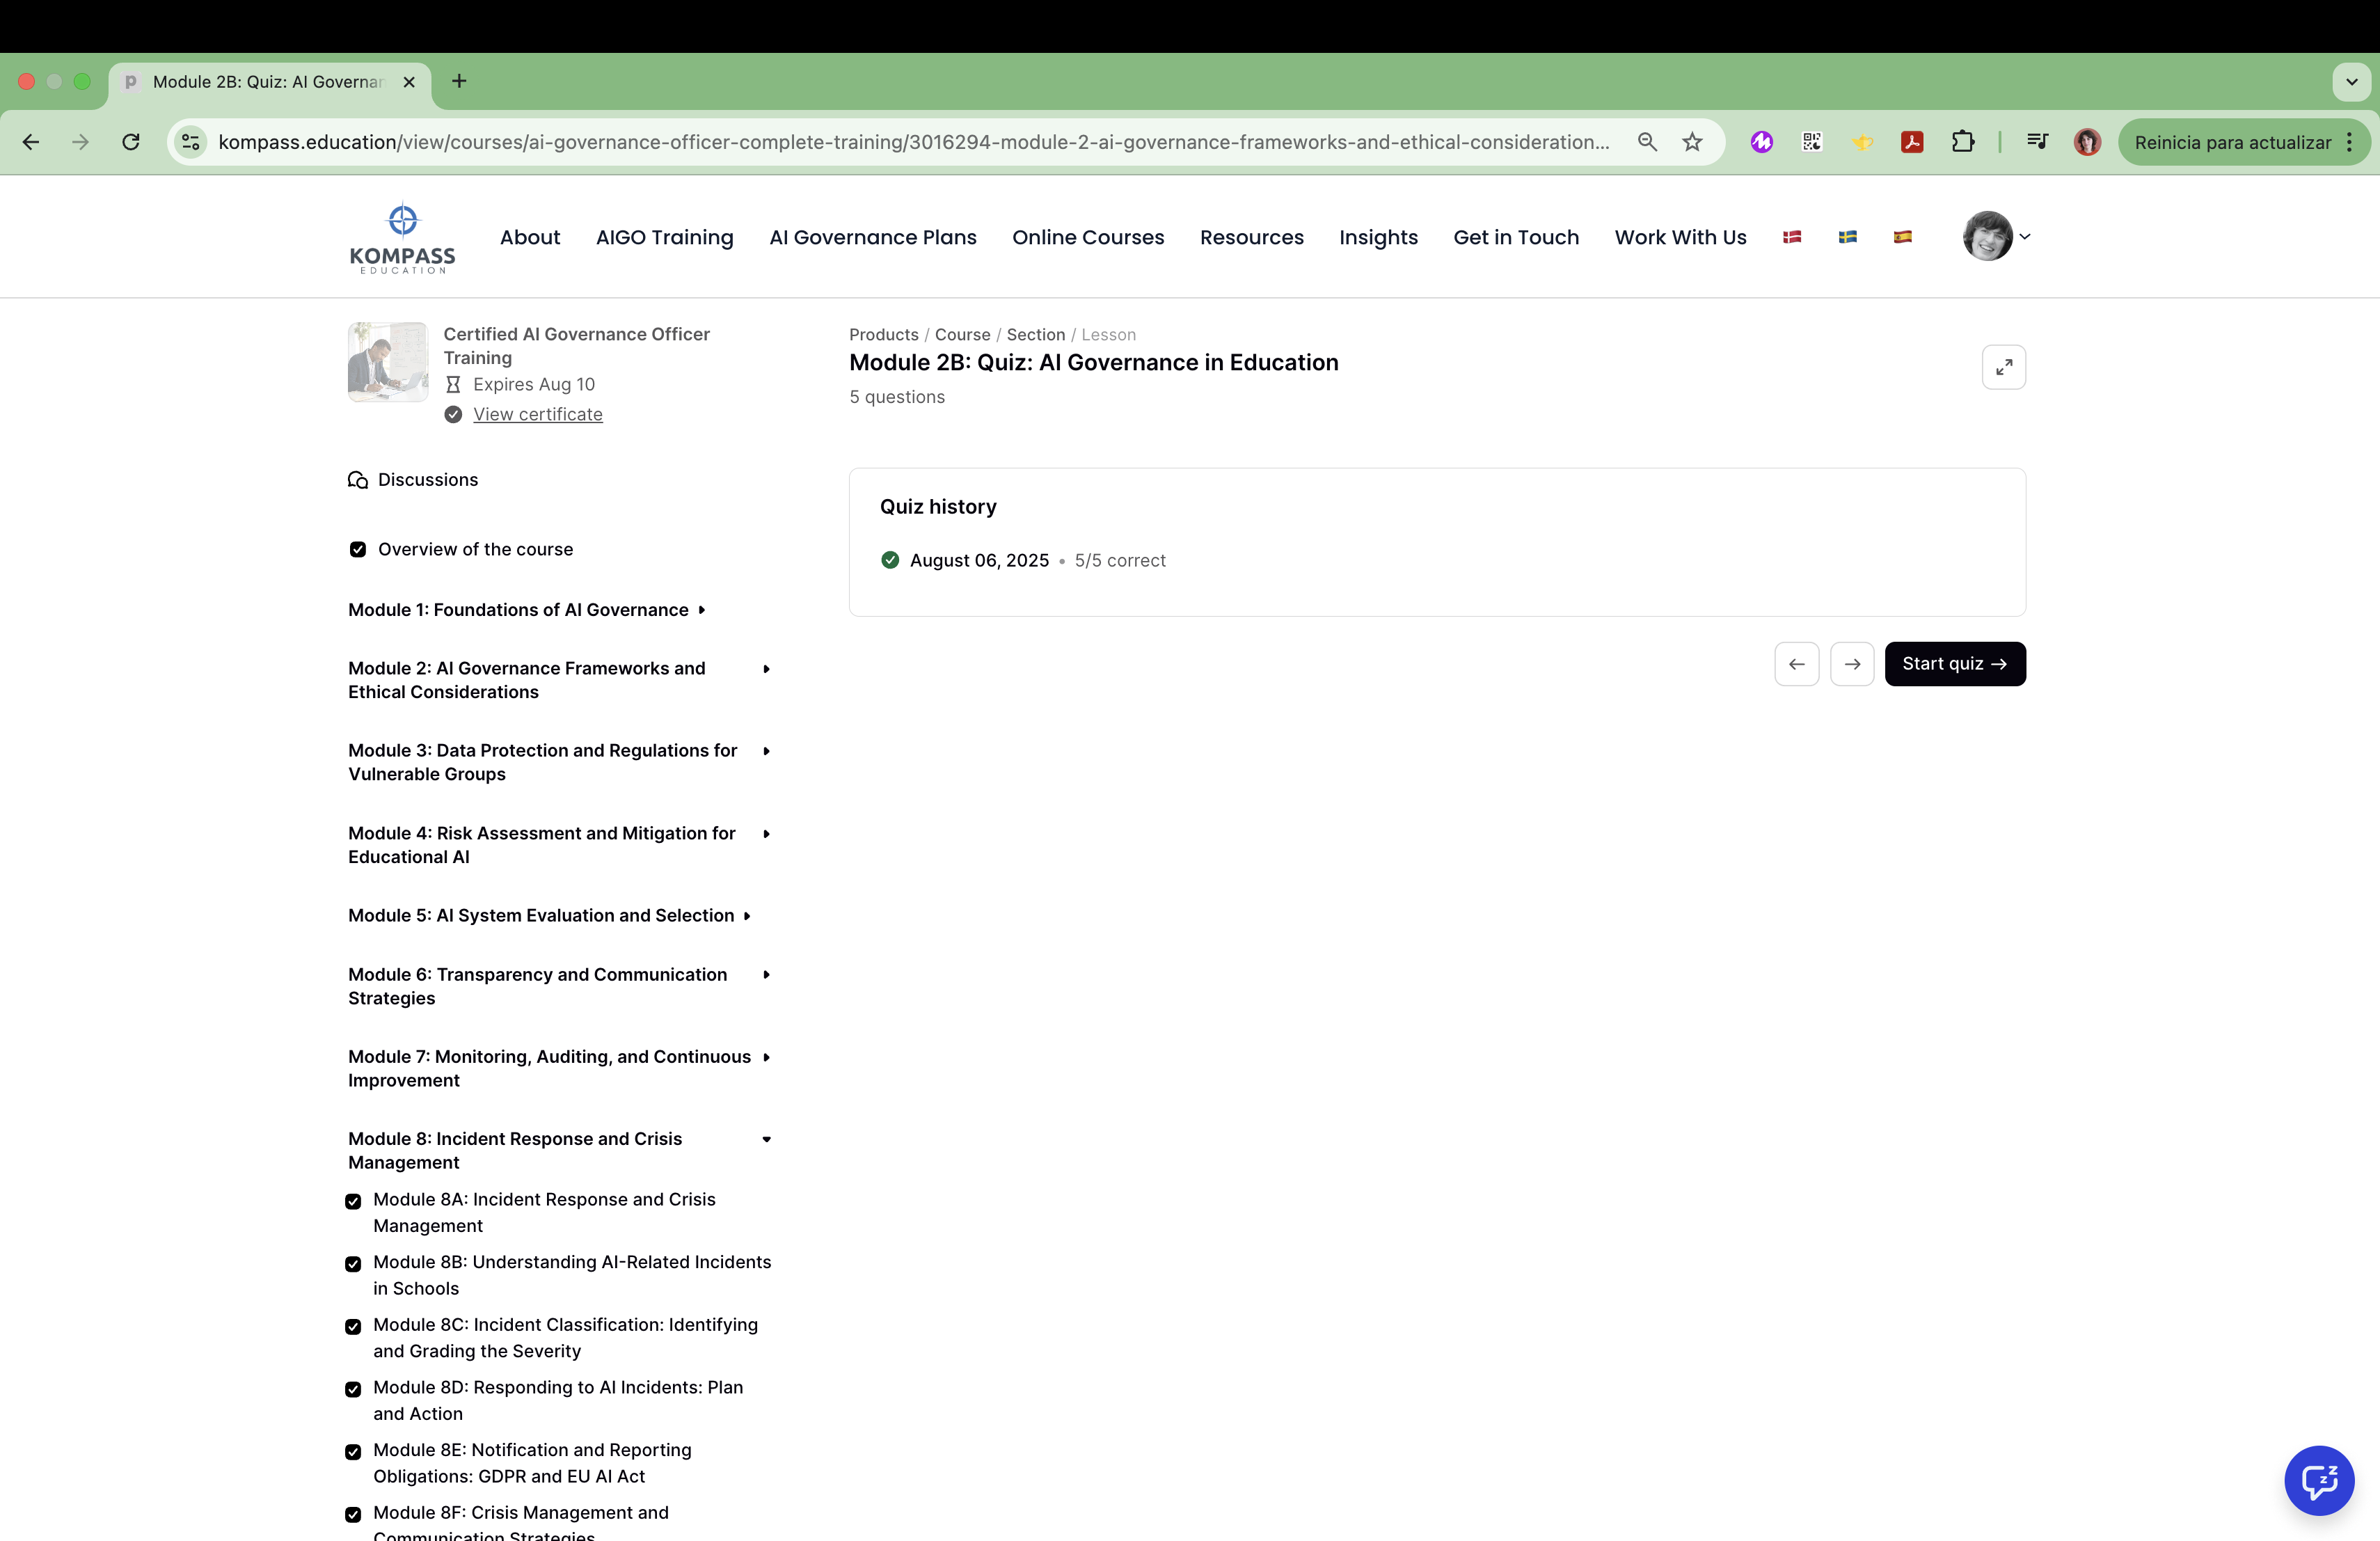 Module 2B: Quiz: AI Governan
kompass.education/view/courses/ai-governance-officer-complete-training/3016294-module-2-ai-governance-frameworks-and-ethical-consideration...
Reinicia para actualizar
KOMPASS
EDUCATION
About
AIGO Training
AI Governance Plans
Online Courses
Resources
Insights
Get in Touch
Work With Us
Certified AI Governance Officer
Training
Expires Aug 10
View certificate
Discussions
Overview of the course
Module 1: Foundations of AI Governance
Module 2: AI Governance Frameworks and
Ethical Considerations
Module 3: Data Protection and Regulations for
Vulnerable Groups
Module 4: Risk Assessment and Mitigation for
Educational AI
Module 5: AI System Evaluation and Selection
Module 6: Transparency and Communication
Strategies
Module 7: Monitoring, Auditing, and Continuous
Improvement
Module 8: Incident Response and Crisis
Management
Module 8A: Incident Response and Crisis
Management
Module 8B: Understanding AI-Related Incidents
in Schools
Module 8C: Incident Classification: Identifying
and Grading the Severity
Module 8D: Responding to AI Incidents: Plan
and Action
Module 8E: Notification and Reporting
Obligations: GDPR and EU AI Act
Module 8F: Crisis Management and
Communication Strategies
Products / Course / Section / Lesson
Module 2B: Quiz: AI Governance in Education
5 questions
Quiz history
August 06, 2025 • 5/5 correct
Start quiz →